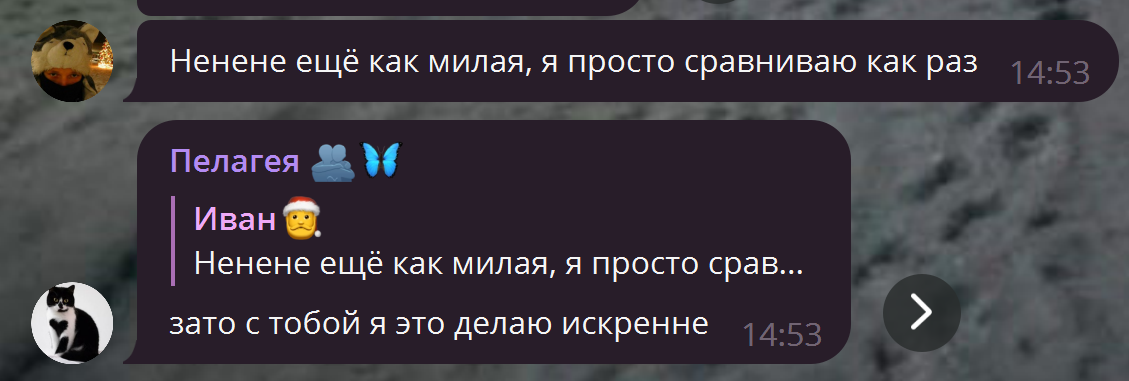 Ненене ещё как милая, я просто сравниваю как раз
14:53
Пелагея
Иван
Ненене ещё как милая, я просто срав...
зато с тобой я это делаю искренне
14:53